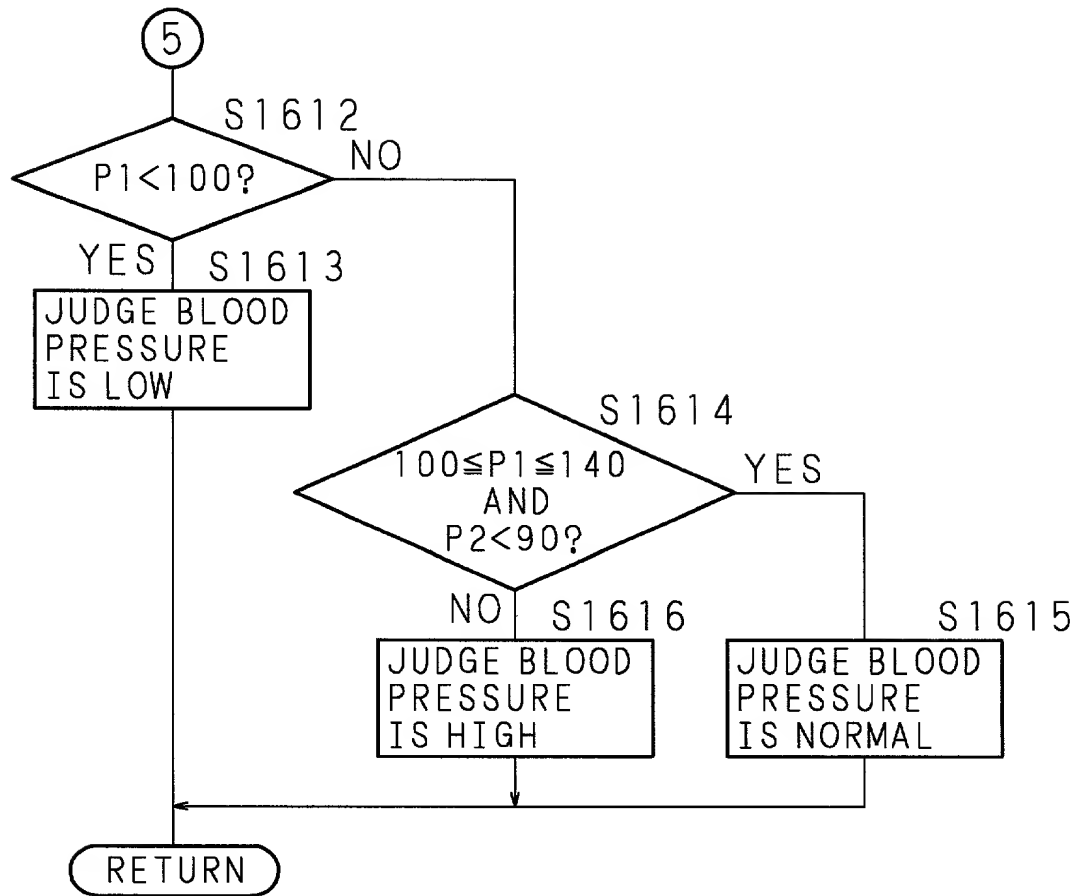 5
S1612
P1<100?
NO
YES
S1613
JUDGE BLOOD
PRESSURE
IS LOW
S1614
100≦P1≦140
AND
P2<90?
YES
NO
S1616
JUDGE BLOOD
PRESSURE
IS HIGH
S1615
JUDGE BLOOD
PRESSURE
IS NORMAL
RETURN